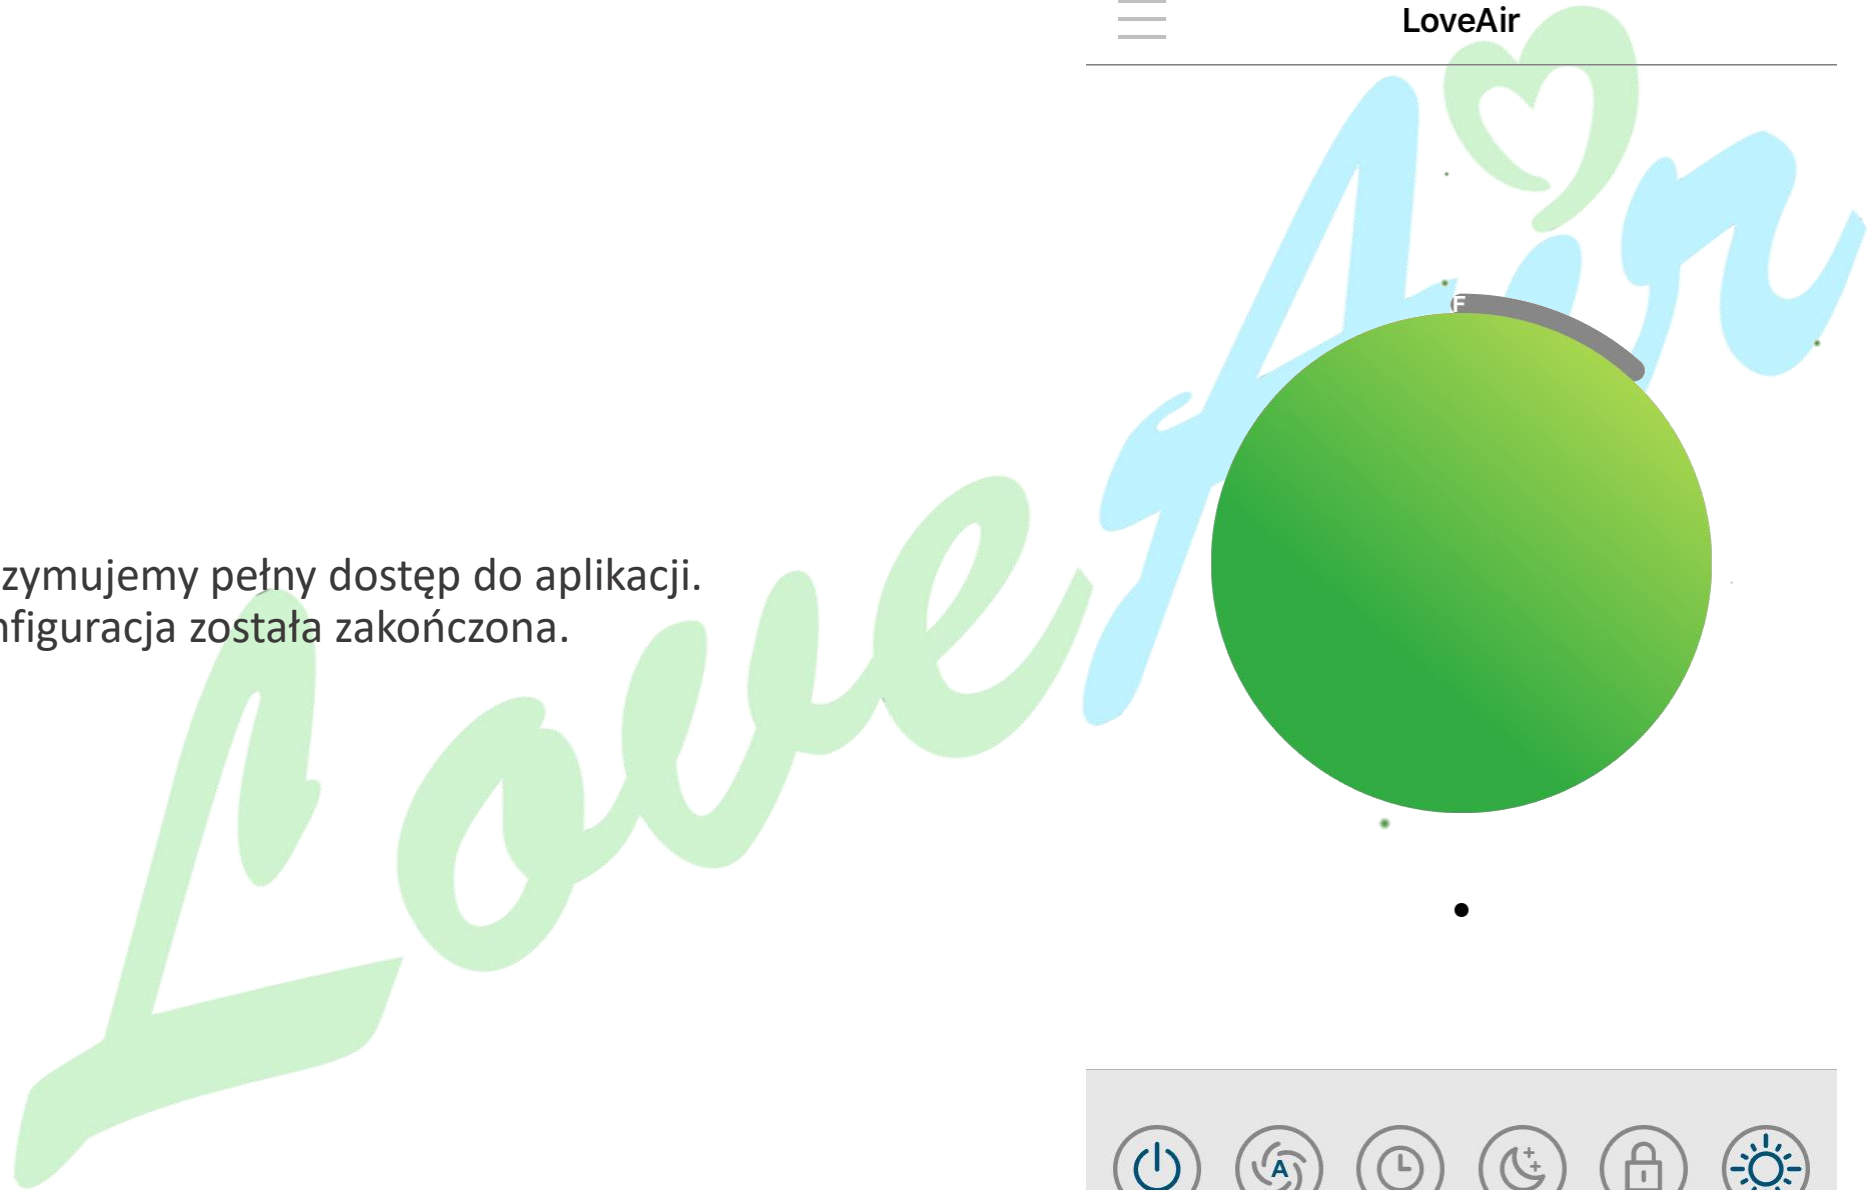 LoveAir
LoveAir
F
zymujemy pełny dostęp do aplikacji.
nfiguracja została zakończona.
A